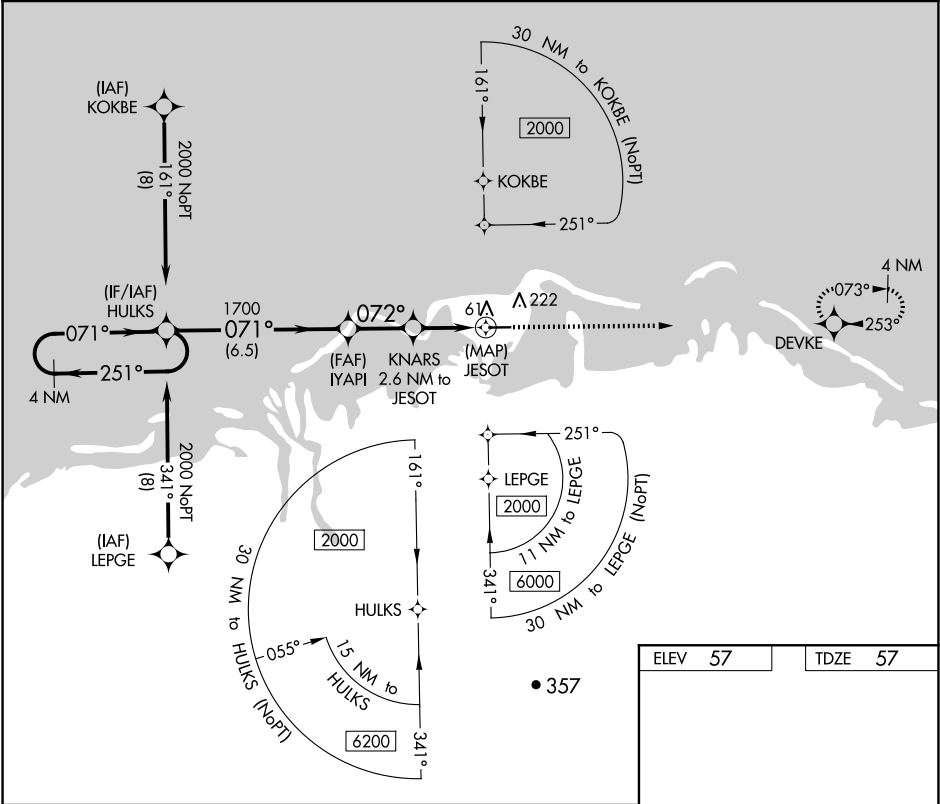 30 NM to KOKBE (NoPT)
161°
2000
KOKBE
251°
(IAF)
KOKBE
2000 NoPT
161°
(8)
(IF/IAF)
HULKS
071°
251°
4 NM
1700
071°
(6.5)
072°
(FAF)
IYAPI
KNARS
2.6 NM to
JESOT
61
222
(MAP)
JESOT
4 NM
073°
253°
DEVKE
2000 NoPT
341°
(8)
(IAF)
LEPGE
251°
LEPGE
2000
11 NM to LEPGE
341°
6000
30 NM to LEPGE (NoPT)
161°
2000
HULKS
30 NM to HULKS (NoPT)
055°
15 NM to
HULKS
6200
341°
357
ELEV 57
TDZE 57